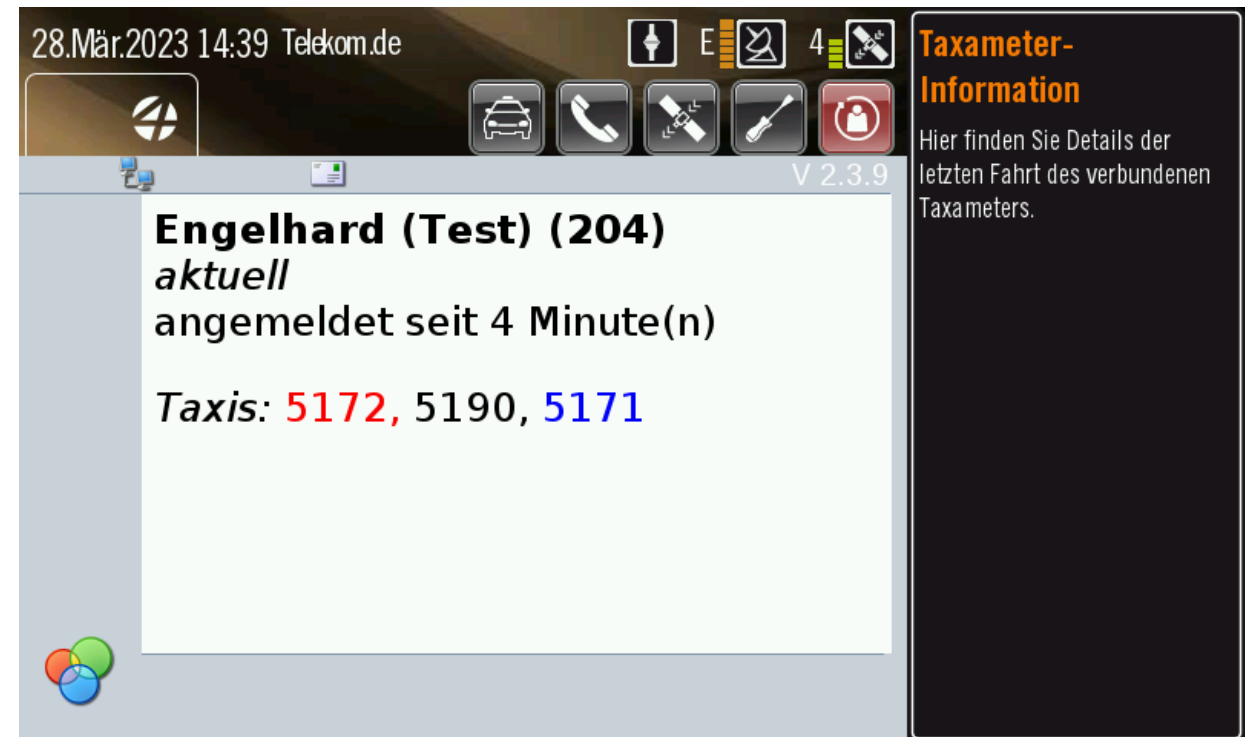 28.Mär.2023 14:39 Telekom.de E 4
V 2.3.9
Engelhard (Test) (204)
aktuell
angemeldet seit 4 Minute(n)
Taxis: 5172, 5190, 5171
Taxameter-
Information
Hier finden Sie Details der
letzten Fahrt des verbundenen
Taxameters.